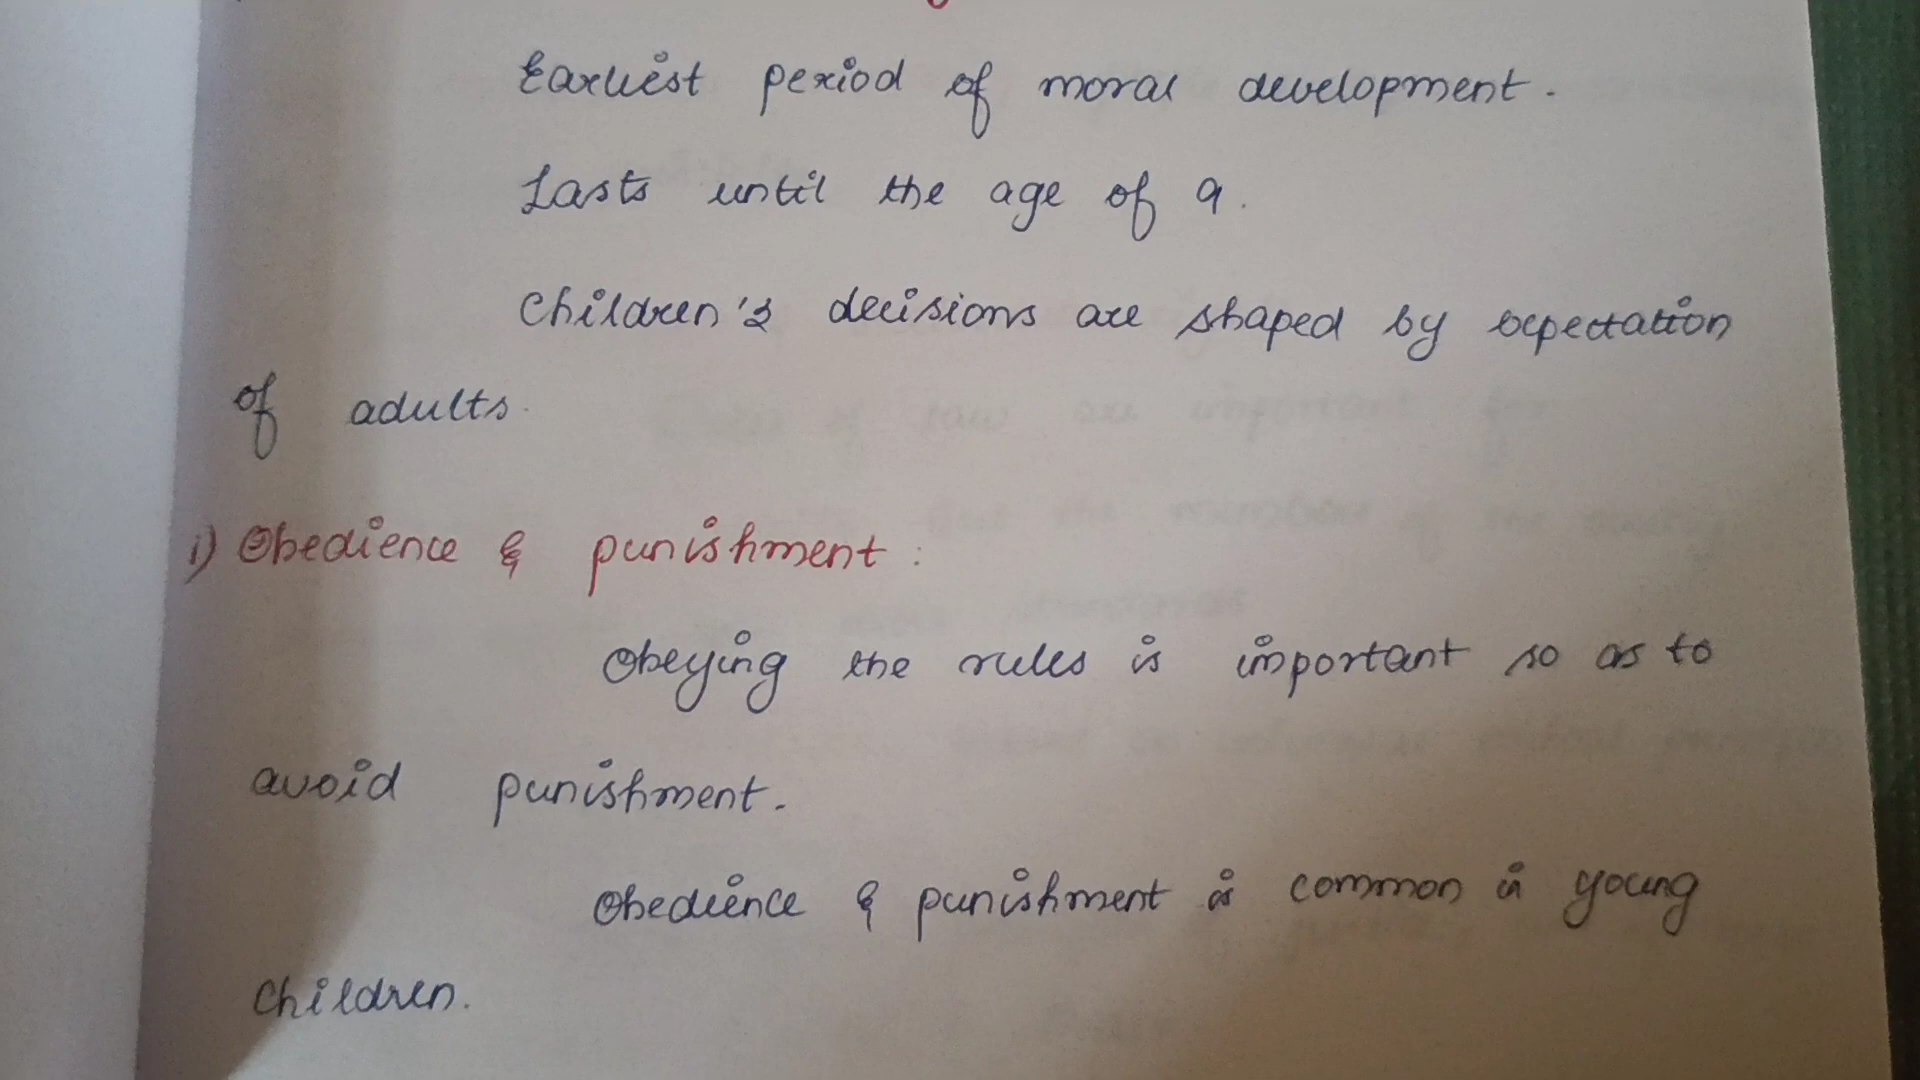 Earliest period of moral development.
Lasts until the age of 9.
Children's decisions are shaped by expectation
of adults.
i) Obedience & punishment:
Obeying the rules is important so as to
avoid punishment.
Obedience & punishment is common in young
children.